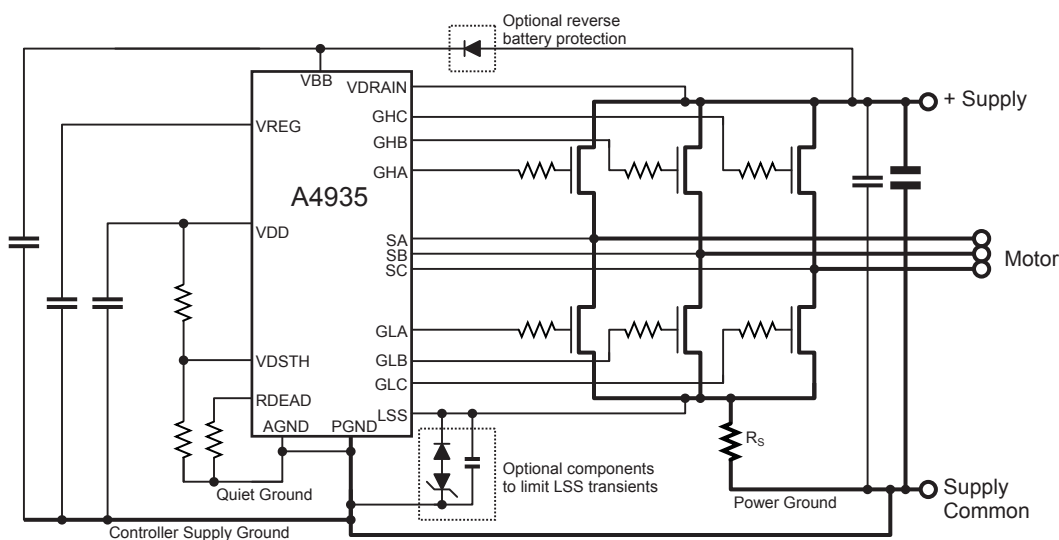 Optional reverse
battery protection
VBB
VDRAIN
+ Supply
GHC
VREG
GHB
GHA
A4935
VDD
SA
SB
SC
Motor
GLA
VDSTH
GLB
GLC
RDEAD
LSS
AGND
PGND
RS
Optional components
to limit LSS transients
Quiet Ground
Power Ground
Supply
Common
Controller Supply Ground